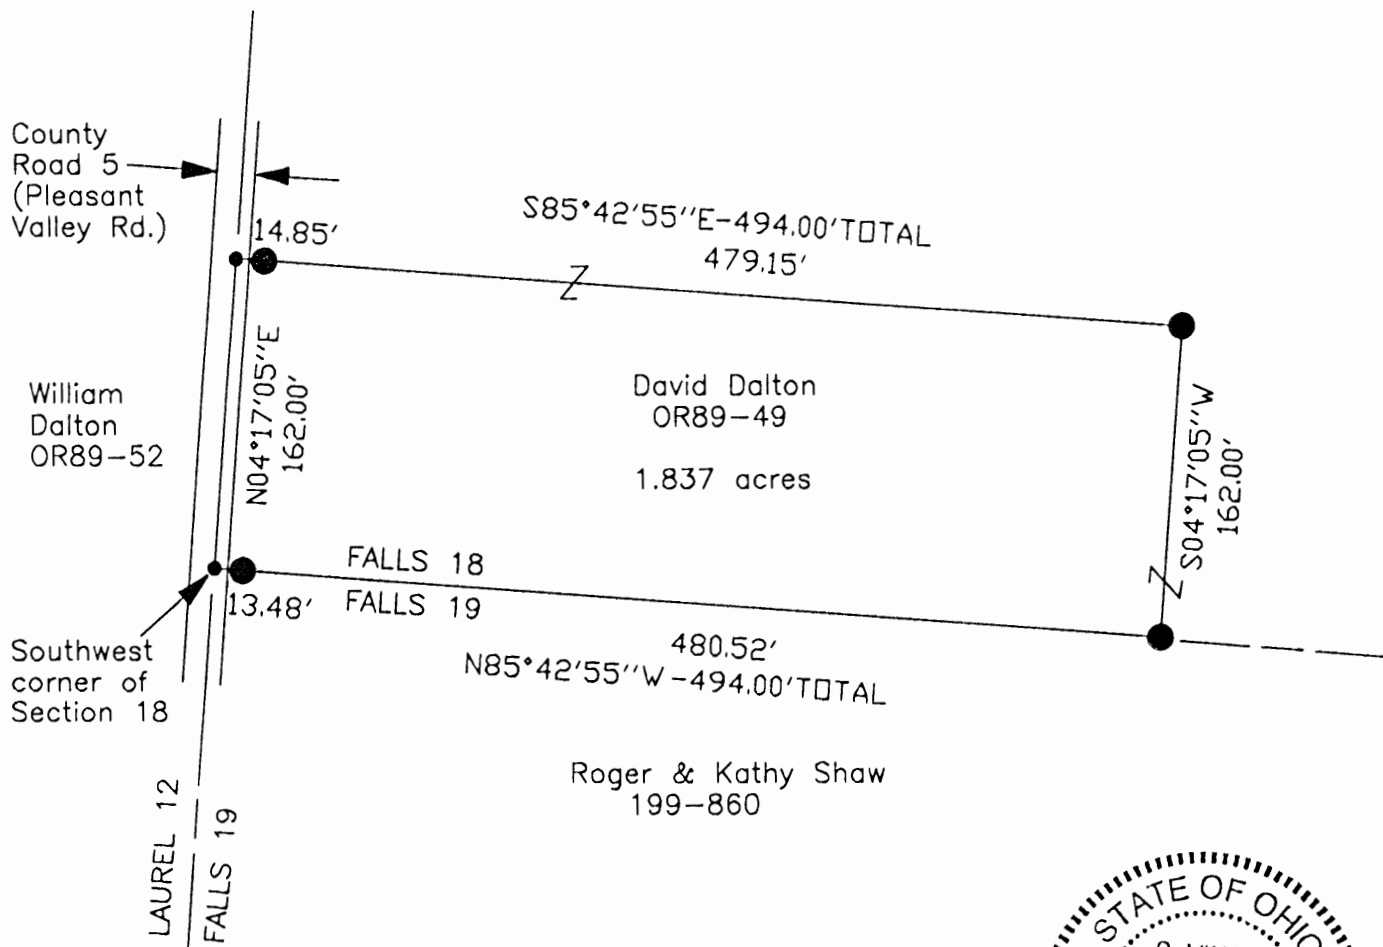 County
Road 5
(Pleasant
Valley Rd.)
14.85'
S85°42'55''E-494.00'TOTAL
479.15'
William
Dalton
OR89-52
N04°17'05''E
162.00'
David Dalton
OR89-49
1.837 acres
S04°17'05''W
162.00'
FALLS 18
FALLS 19
13.48'
480.52'
N85°42'55''W-494.00'TOTAL
Southwest
corner of
Section 18
Roger & Kathy Shaw
199-860
LAUREL 12
FALLS 19
STATE OF OHIO